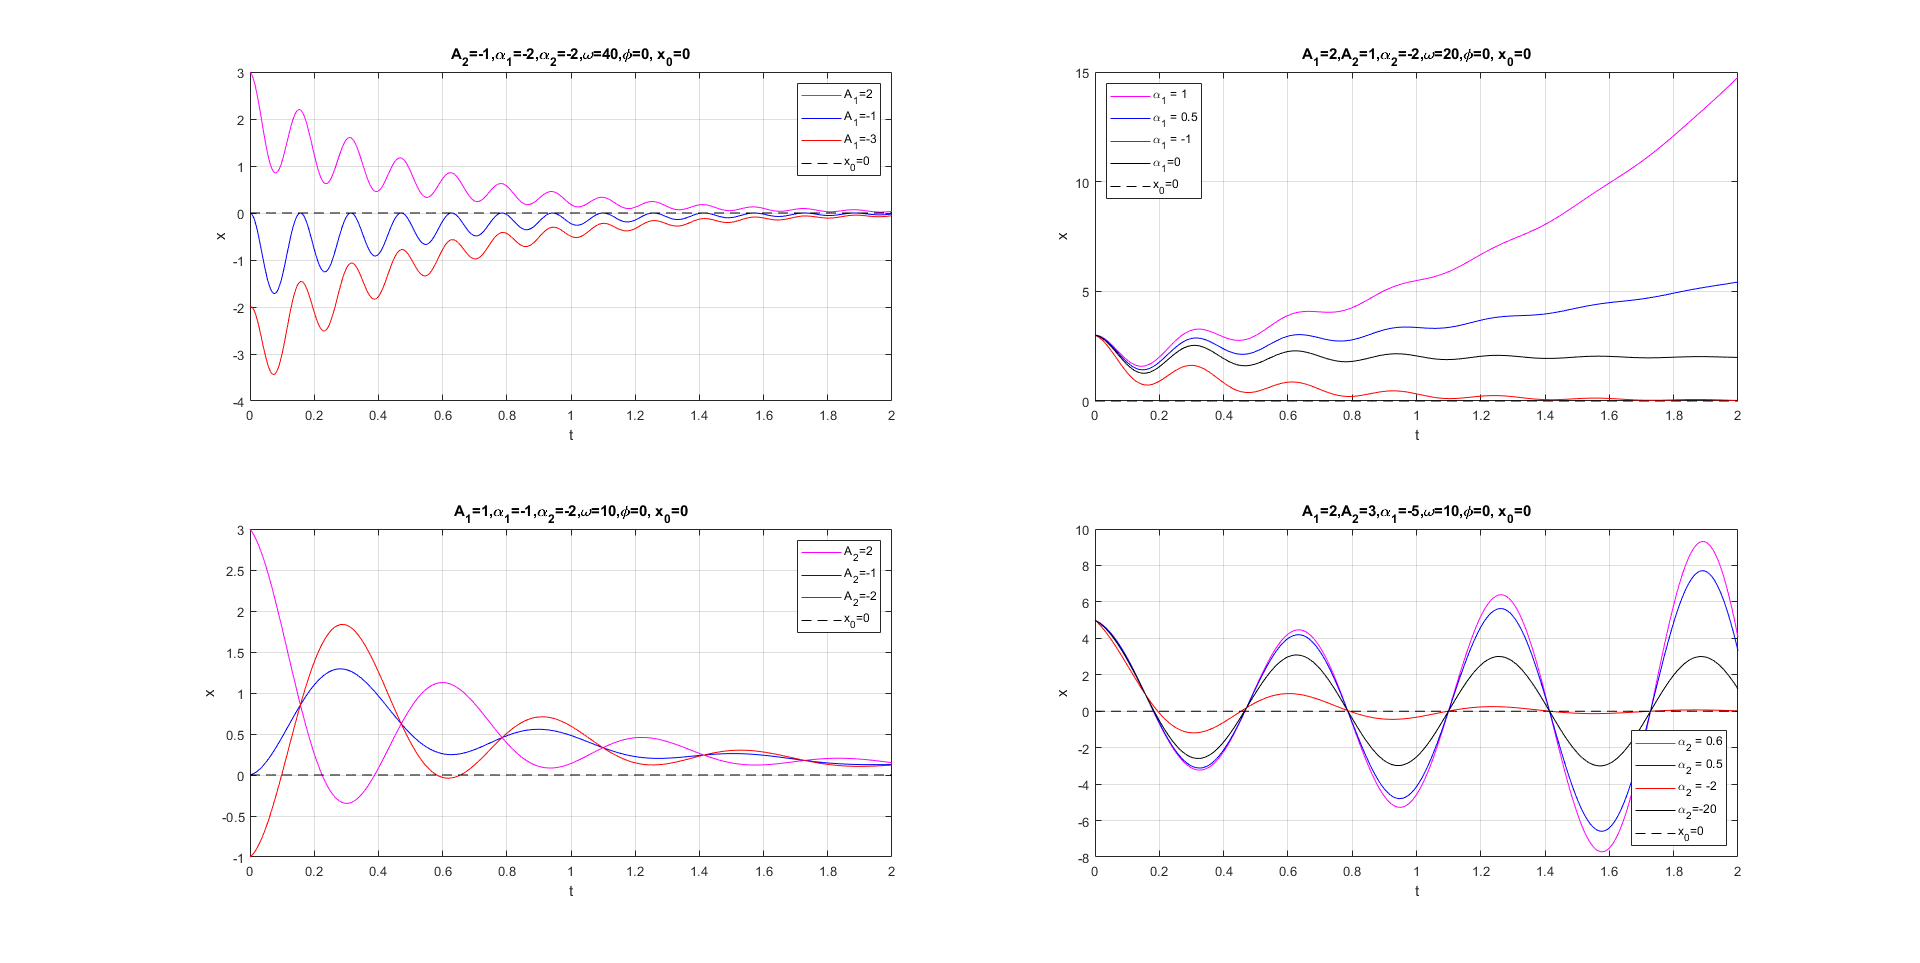 A₂=-1,α₁=-2,α₂=-2,ω=40,ϕ=0, x₀=0
3
2
1
0
-1
-2
-3
-4
x
A₁=2
A₁=-1
A₁=-3
x₀=0
0 0.2 0.4 0.6 0.8 1 1.2 1.4 1.6 1.8 2
t
A₁=2,A₂=1,α₂=-2,ω=20,ϕ=0, x₀=0
15
10
5
0
x
α₁ = 1
α₁ = 0.5
α₁ = -1
α₁=0
x₀=0
0 0.2 0.4 0.6 0.8 1 1.2 1.4 1.6 1.8 2
t
A₁=1,α₁=-1,α₂=-2,ω=10,ϕ=0, x₀=0
3
2.5
2
1.5
1
0.5
0
-0.5
-1
x
A₂=2
A₂=-1
A₂=-2
x₀=0
0 0.2 0.4 0.6 0.8 1 1.2 1.4 1.6 1.8 2
t
A₁=2,A₂=3,α₁=-5,ω=10,ϕ=0, x₀=0
10
8
6
4
2
0
-2
-4
-6
-8
x
α₂ = 0.6
α₂ = 0.5
α₂ = -2
α₂=-20
x₀=0
0 0.2 0.4 0.6 0.8 1 1.2 1.4 1.6 1.8 2
t